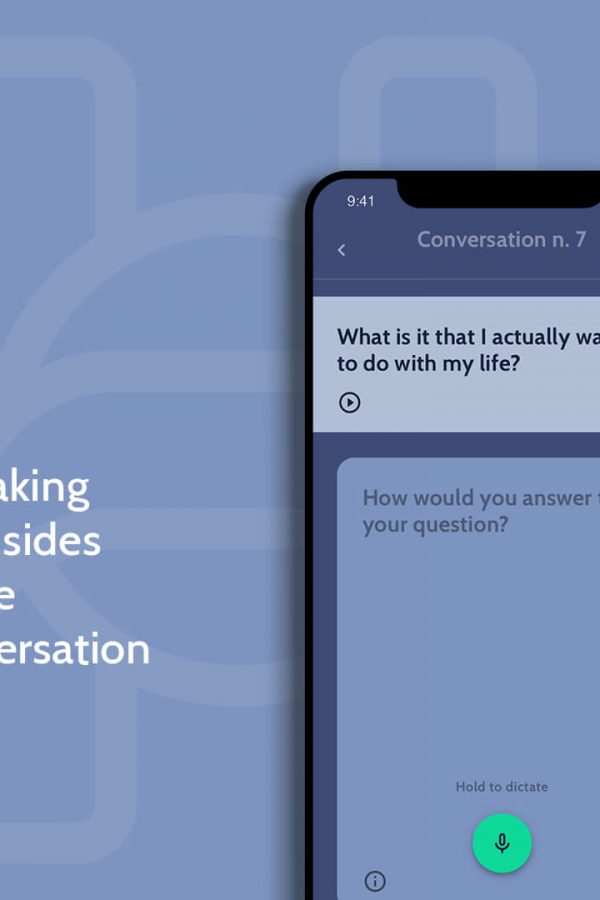 9:41
Conversation n. 7
What is it that I actually wa
to do with my life?
How would you answer t
your question?
aking
sides
e
ersation
Hold to dictate